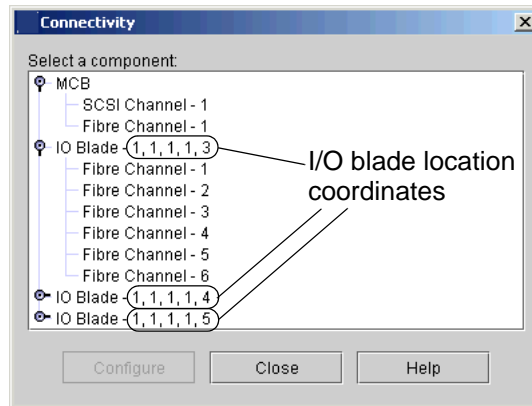 Connectivity
Select a component:
MCB
SCSI Channel - 1
Fibre Channel - 1
IO Blade - 1, 1, 1, 1, 3
Fibre Channel - 1
Fibre Channel - 2
Fibre Channel - 3
Fibre Channel - 4
Fibre Channel - 5
Fibre Channel - 6
IO Blade - 1, 1, 1, 1, 4
IO Blade - 1, 1, 1, 1, 5
I/O blade location
coordinates
Configure Close Help